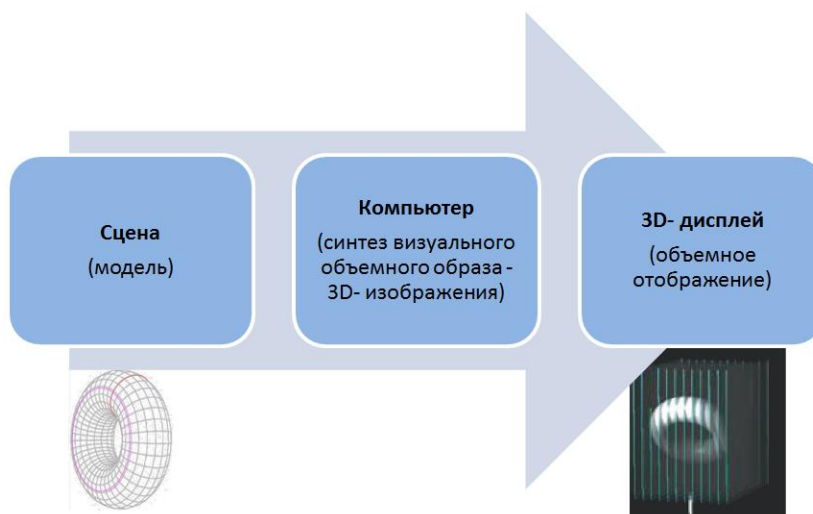 Сцена
(модель)
Компьютер
(синтез визуального
объемного образа -
3D- изображения)
3D- дисплей
(объемное
отображение)